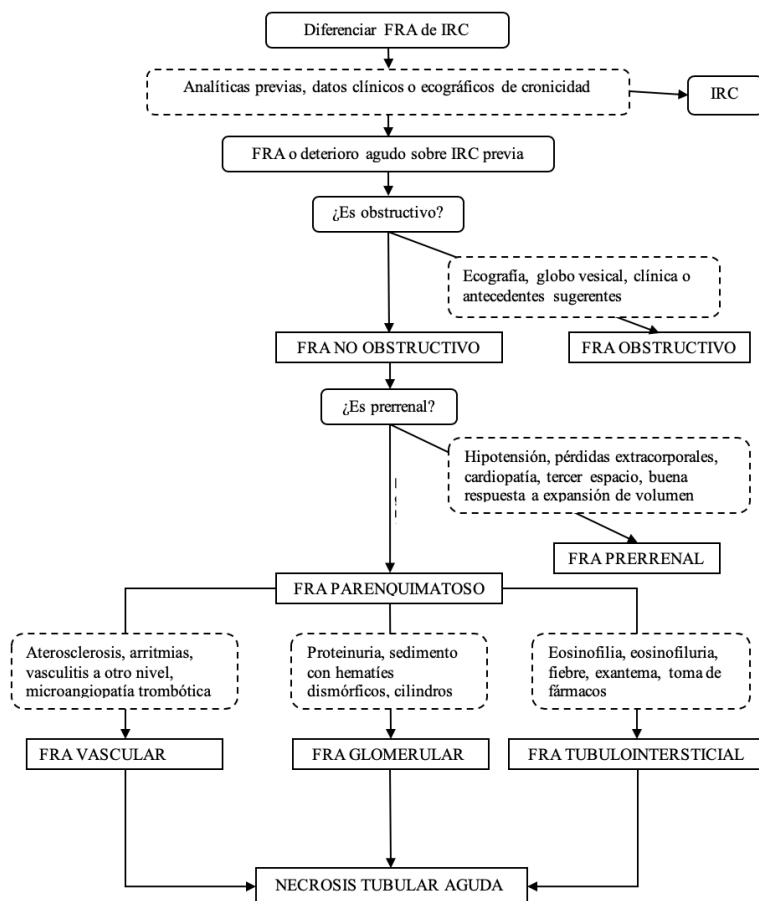 Diferenciar FRA de IRC
Analíticas previas, datos clínicos o ecográficos de cronicidad
IRC
FRA o deterioro agudo sobre IRC previa
¿Es obstructivo?
Ecografía, globo vesical, clínica o
antecedentes sugerentes
FRA NO OBSTRUCTIVO
FRA OBSTRUCTIVO
¿Es prerrenal?
Hipotensión, pérdidas extracorporales,
cardiopatía, tercer espacio, buena
respuesta a expansión de volumen
FRA PRERRENAL
FRA PARENQUIMATOSO
Aterosclerosis, arritmias,
vasculitis a otro nivel,
microangiopatía trombótica
Proteinuria, sedimento
con hematíes
dismórficos, cilindros
Eosinofilia, eosinofiluria,
fiebre, exantema, toma de
fármacos
FRA VASCULAR
FRA GLOMERULAR
FRA TUBULOINTERSTICIAL
NECROSIS TUBULAR AGUDA